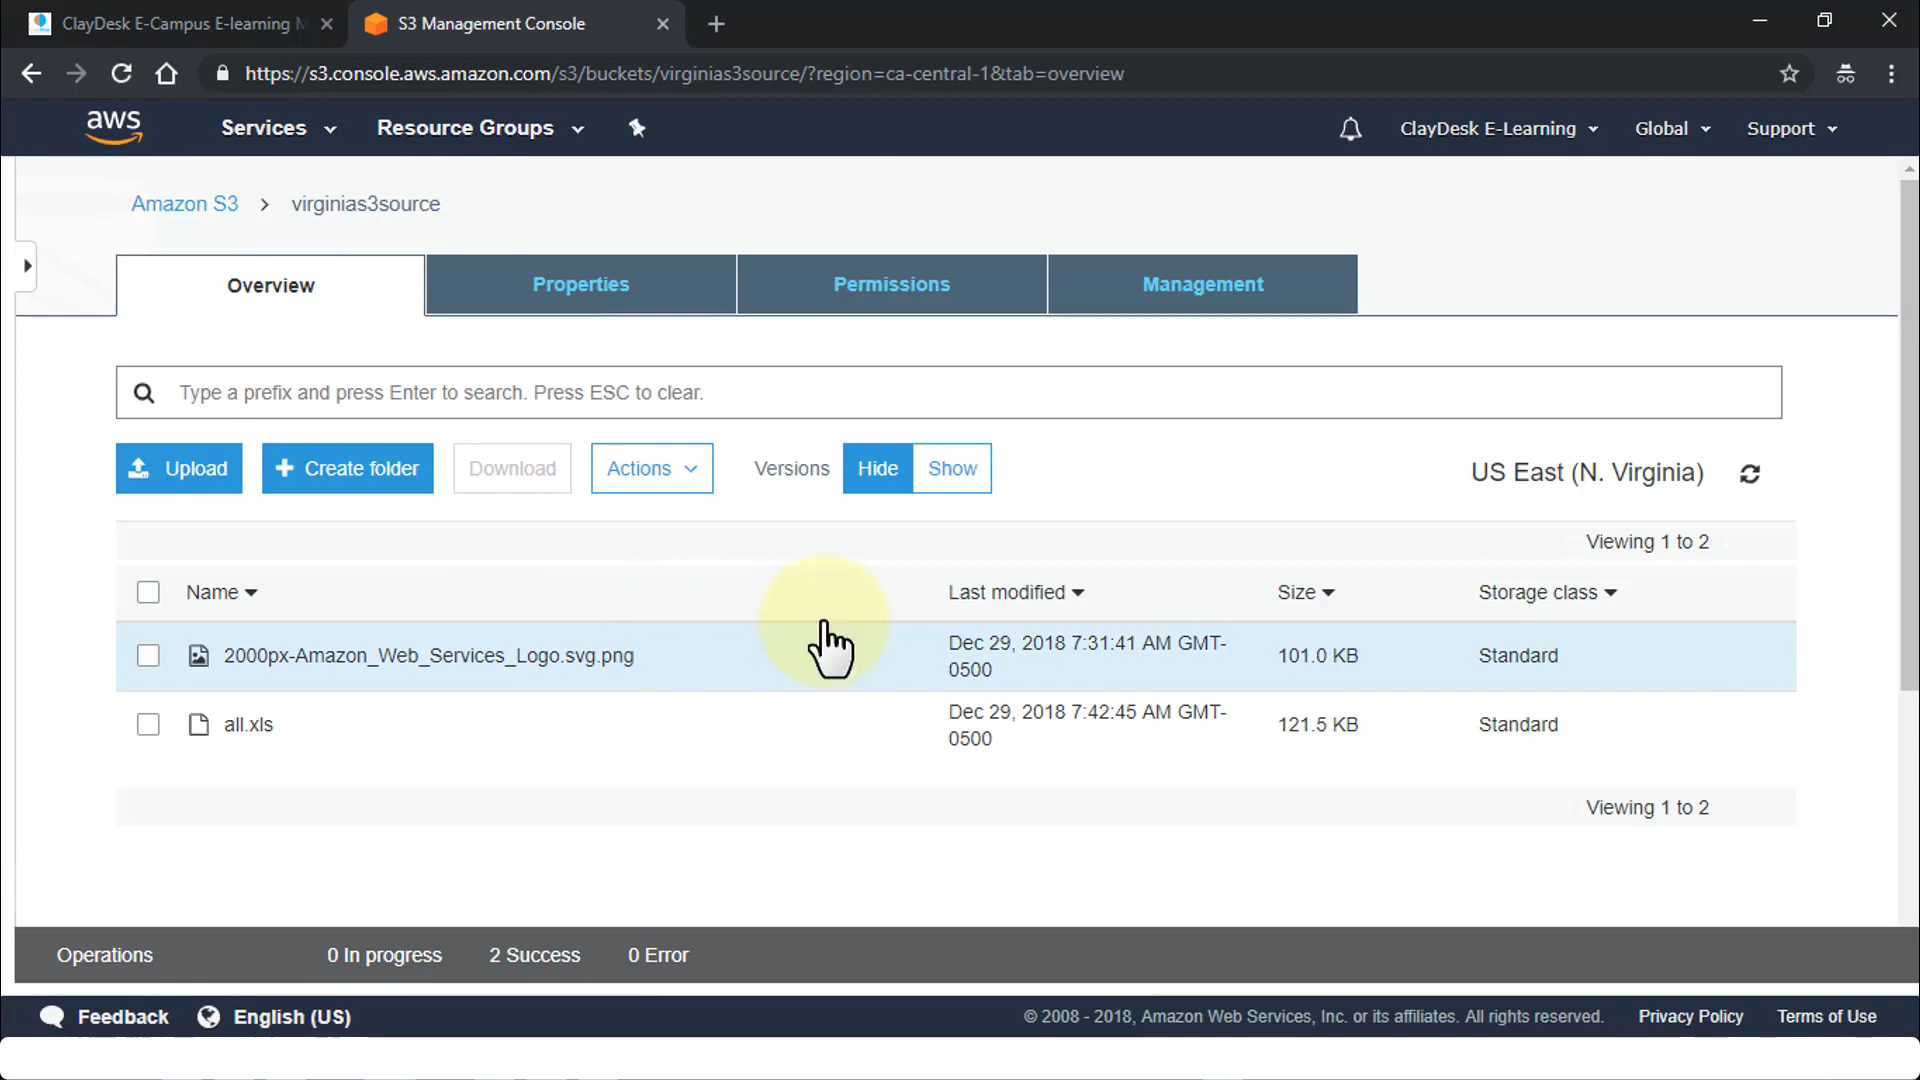 ClayDesk E-Campus E-learning M
S3 Management Console
https://s3.console.aws.amazon.com/s3/buckets/virginias3source/?region=ca-central-1&tab=overview
aws
Services
Resource Groups
ClayDesk E-Learning
Global
Support
Amazon S3 > virginias3source
Overview
Properties
Permissions
Management
Type a prefix and press Enter to search. Press ESC to clear.
Upload
+ Create folder
Download
Actions
Versions
Hide
Show
US East (N. Virginia)
Viewing 1 to 2
Name
Last modified
Size
Storage class
2000px-Amazon_Web_Services_Logo.svg.png
Dec 29, 2018 7:31:41 AM GMT-
0500
101.0 KB
Standard
all.xls
Dec 29, 2018 7:42:45 AM GMT-
0500
121.5 KB
Standard
Viewing 1 to 2
Operations
0 In progress
2 Success
0 Error
Feedback
English (US)
© 2008 - 2018, Amazon Web Services, Inc. or its affiliates. All rights reserved.
Privacy Policy
Terms of Use